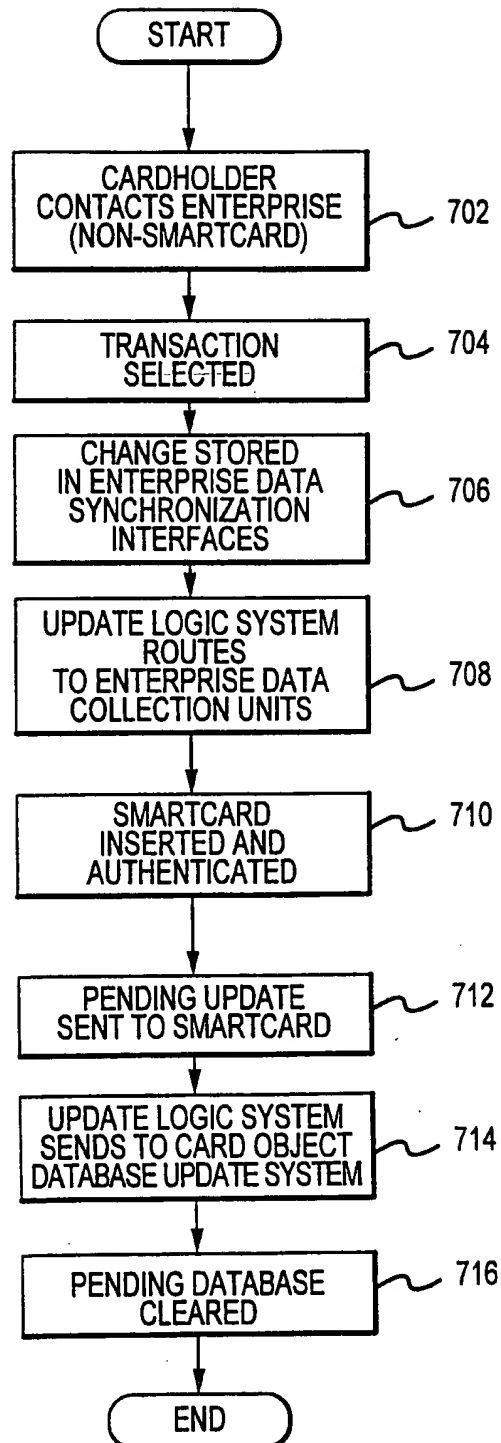 START
CARDHOLDER
CONTACTS ENTERPRISE
(NON-SMARTCARD)
702
TRANSACTION
SELECTED
704
CHANGE STORED
IN ENTERPRISE DATA
SYNCHRONIZATION
INTERFACES
706
UPDATE LOGIC SYSTEM
ROUTES
TO ENTERPRISE DATA
COLLECTION UNITS
708
SMARTCARD
INSERTED AND
AUTHENTICATED
710
PENDING UPDATE
SENT TO SMARTCARD
712
UPDATE LOGIC SYSTEM
SENDS TO CARD OBJECT
DATABASE UPDATE SYSTEM
714
PENDING DATABASE
CLEARED
716
END